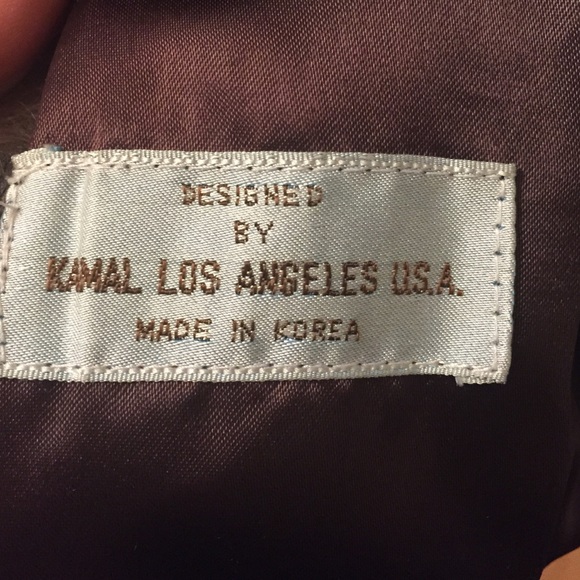 DESIGNED
BY
KAMAL LOS ANGELES U.S.A.
MADE IN KOREA